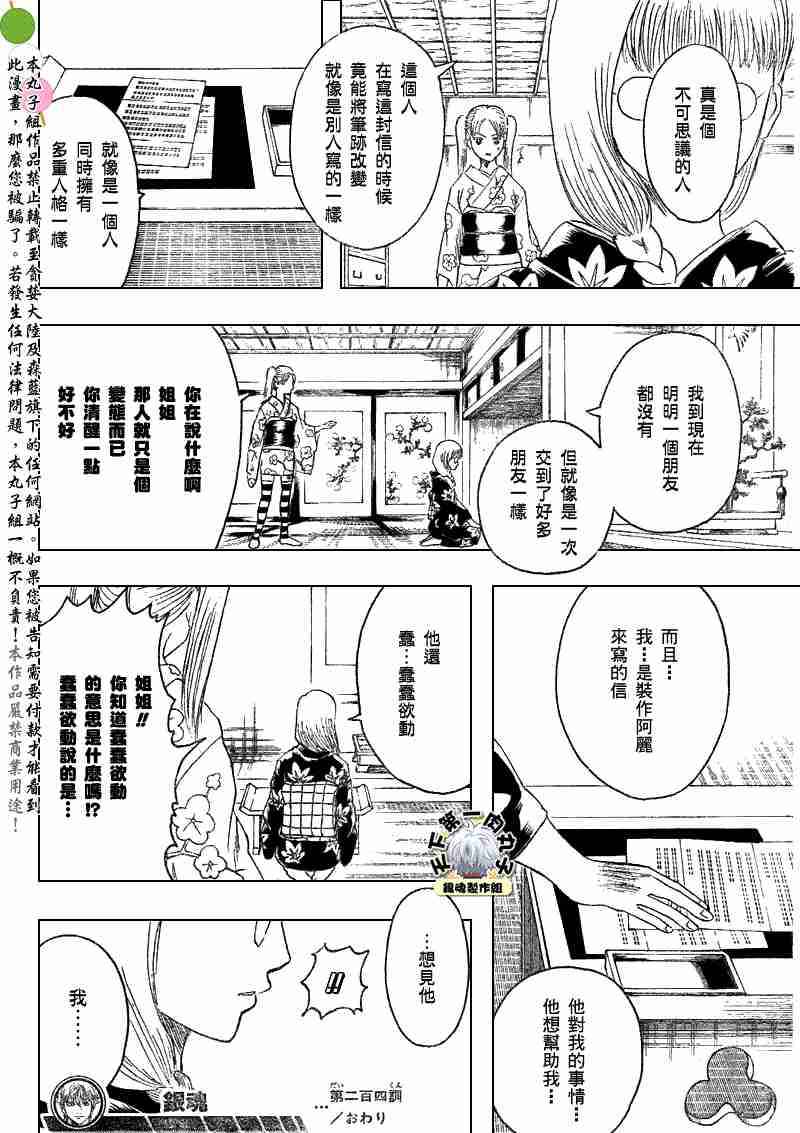 真是個
不可思議的人
這個人
在寫這封信的時候
竟能將筆跡改變
就像是別人寫的一樣
就像是一個人
同時擁有
多重人格一樣
我到現在
明明一個朋友
都沒有
但就像是一次
交到了好多
朋友一樣
你在說什麼啊
姐姐
那人就只是個
變態而已
你清醒一點
好不好
而且…
我…是裝作阿麗
來寫的信
他對我的事情…
他想幫助我…
他還
蠢…蠢蠢欲動
姐姐!!
你知道蠢蠢欲動
的意思是什麼嗎!?
蠢蠢欲動說的是…
…想見他
!!
我……
銀魂
第二百四訓
だい
くん
…／おわり
天下第一肉丸子
銀魂製作組
本丸子組作品禁止轉載至貪婪大陸及森藍旗下的任何網站。如果您被告知需要付款才能看到
此漫畫，那麼您被騙了。若發生任何法律問題，本丸子組一概不負責！本作品嚴禁商業用途！